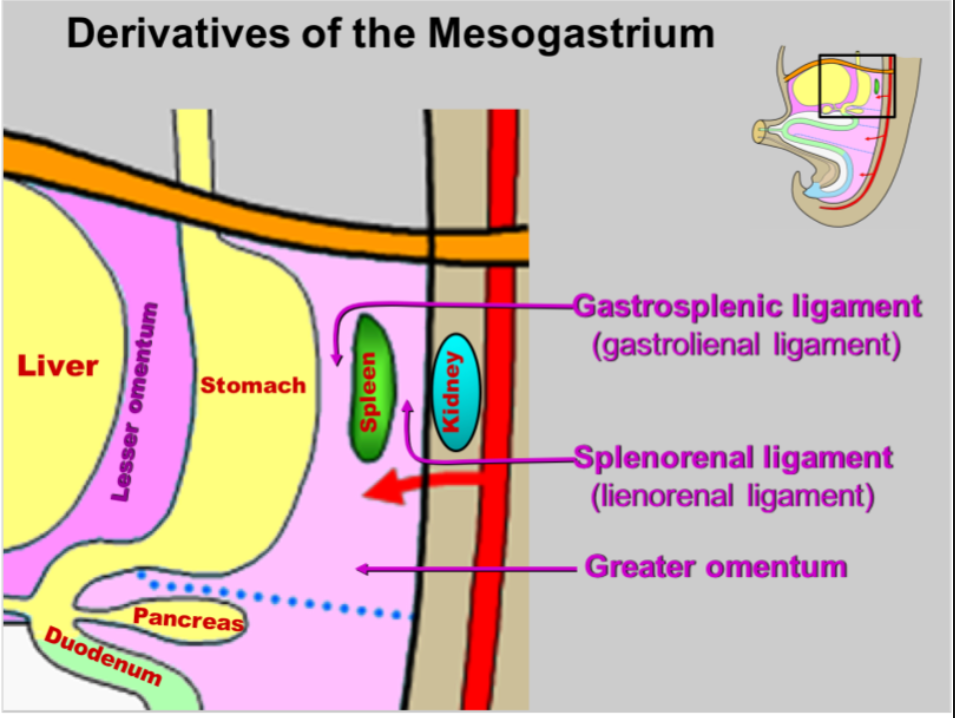 Derivatives of the Mesogastrium
Gastrosplenic ligament
(gastrolienal ligament)
Liver
Lesser omentum
Stomach
Spleen
Kidney
Splenorenal ligament
(lienorenal ligament)
Greater omentum
Pancreas
Duodenum